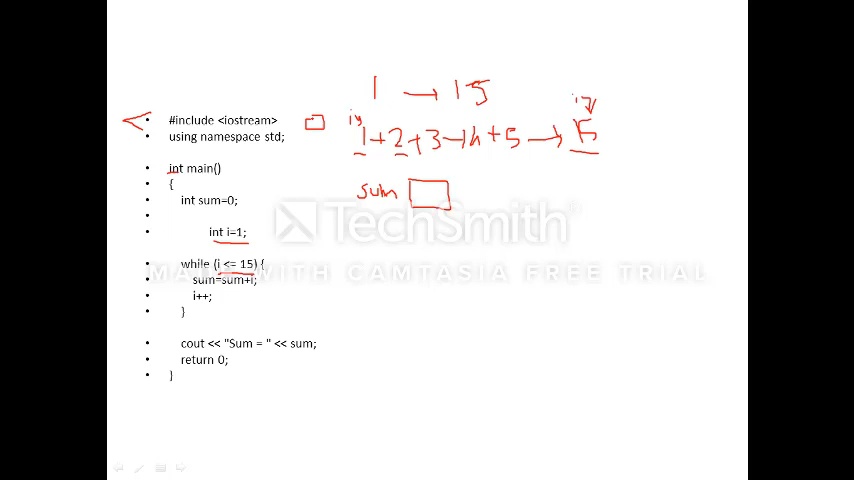 1 → 15
#include <iostream>
using namespace std;
1+2+3→4+5 → 15
int main()
{
int sum=0;
sum
int i=1;
TechSmith
while (i <= 15) {
MADE WITH CAMTASIA FREE TRIAL
sum=sum+i;
i++;
}
cout << "Sum = " << sum;
return 0;
}